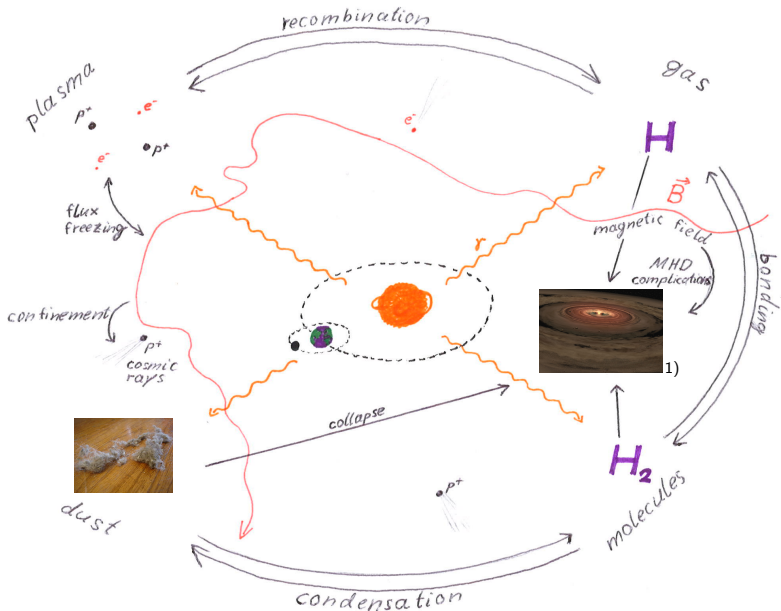 recombination
plasma
gas
e-
e-
p+
p+
e-
H
B
flux
freezing
γ
magnetic field
MHD
complications
bonding
confinement
p+
cosmic
rays
1)
collapse
H2
p+
dust
molecules
condensation